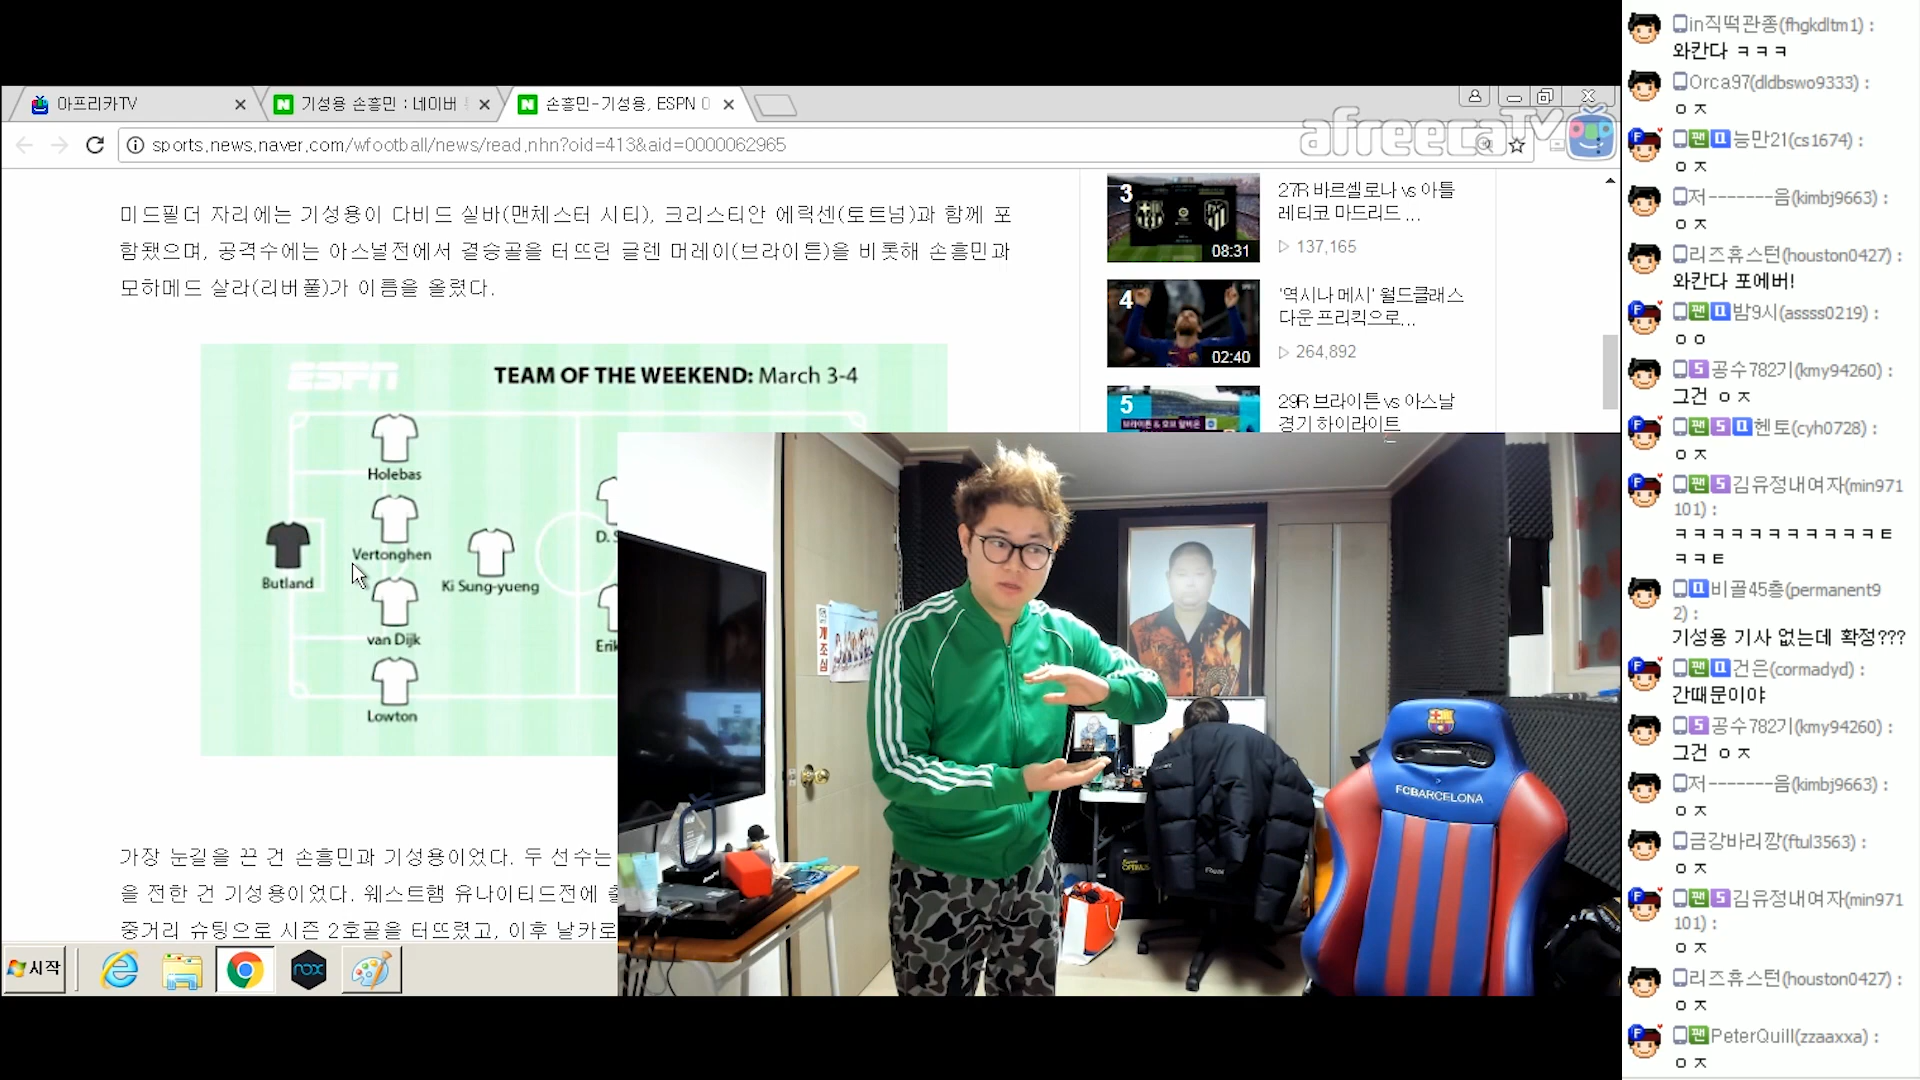 아프리카TV
기성용 손흥민 : 네이버
손흥민-기성용, ESPN
afreecaTV
sports.news.naver.com/wfootball/news/read.nhn?oid=413&aid=0000062965
미드필더 자리에는 기성용이 다비드 실바(맨체스터 시티), 크리스티안 에릭센(토트넘)과 함께 포
함됐으며, 공격수에는 아스널전에서 결승골을 터뜨린 글렌 머레이(브라이튼)을 비롯해 손흥민과
모하메드 살라(리버풀)가 이름을 올렸다.
ESPN
TEAM OF THE WEEKEND: March 3-4
Holebas
Vertonghen
Butland
Ki Sung-yueng
van Dijk
Lowton
D. S
Erik
가장 눈길을 끈 건 손흥민과 기성용이었다. 두 선수는
을 전한 건 기성용이었다. 웨스트햄 유나이티드전에
중거리 슈팅으로 시즌 2호골을 터뜨렸고, 이후 날카로
3
08:31
27R 바르셀로나 vs 아틀
레티코 마드리드 ...
137,165
4
02:40
'역시나 메시' 월드클래스
다운 프리킥으로...
264,892
5
29R 브라이튼 vs 아스날
경기 하이라이트
개조심
FCBARCELONA
시작
nox
in직떡관종(fhgkdltm1) :
와칸다 ㅋㅋㅋ
Orca97(dldbswo9333) :
ㅇㅈ
팬 능만21(cs1674) :
ㅇㅈ
저-------음(kimbj9663) :
ㅇㅈ
리즈휴스턴(houston0427) :
와칸다 포에버!
팬 밤9시(assss0219) :
ㅇㅇ
S 공수782기(kmy94260) :
그건 ㅇㅈ
팬 S 헨토(cyh0728) :
ㅇㅈ
팬 S 김유정내여자(min971
101) :
ㅋㅋㅋㅋㅋㅋㅋㅋㅋㅋㅋㅌ
ㅋㅋㅌ
비골45층(permanent9
2) :
기성용 기사 없는데 확정???
팬 건은(cormadyd) :
간때문이야
S 공수782기(kmy94260) :
그건 ㅇㅈ
저-------음(kimbj9663) :
ㅇㅈ
금강바리깡(ftul3563) :
ㅇㅈ
팬 S 김유정내여자(min971
101) :
ㅇㅈ
리즈휴스턴(houston0427) :
ㅇㅈ
팬 PeterQuill(zzaaxxa) :
ㅇㅈ